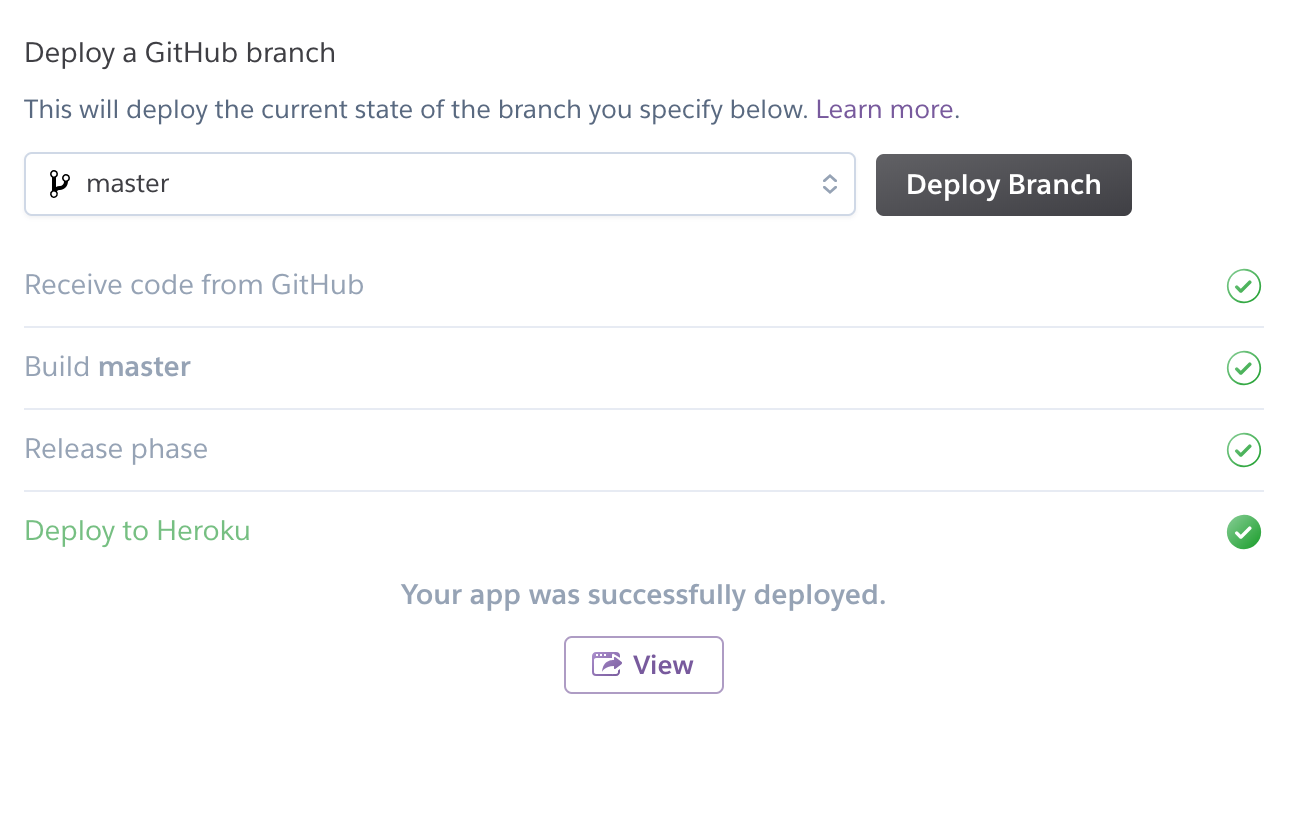 Deploy a GitHub branch
This will deploy the current state of the branch you specify below. Learn more.
master
Deploy Branch
Receive code from GitHub
Build master
Release phase
Deploy to Heroku
Your app was successfully deployed.
View